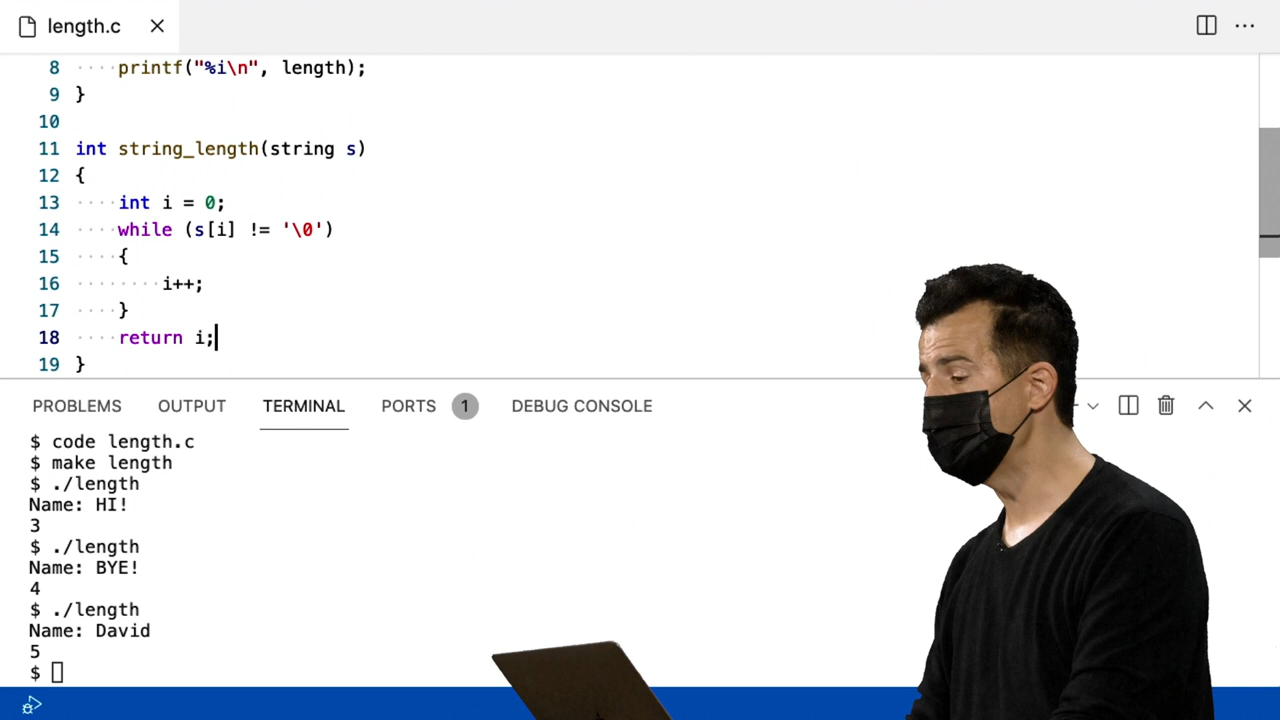 length.c
8 ····printf("%i\n", length);
9 }
10
11 int string_length(string s)
12 {
13 ····int i = 0;
14 ····while (s[i] != '\0')
15 ····{
16 ········i++;
17 ····}
18 ····return i;
19 }
PROBLEMS OUTPUT TERMINAL PORTS 1 DEBUG CONSOLE
$ code length.c
$ make length
$ ./length
Name: HI!
3
$ ./length
Name: BYE!
4
$ ./length
Name: David
5
$